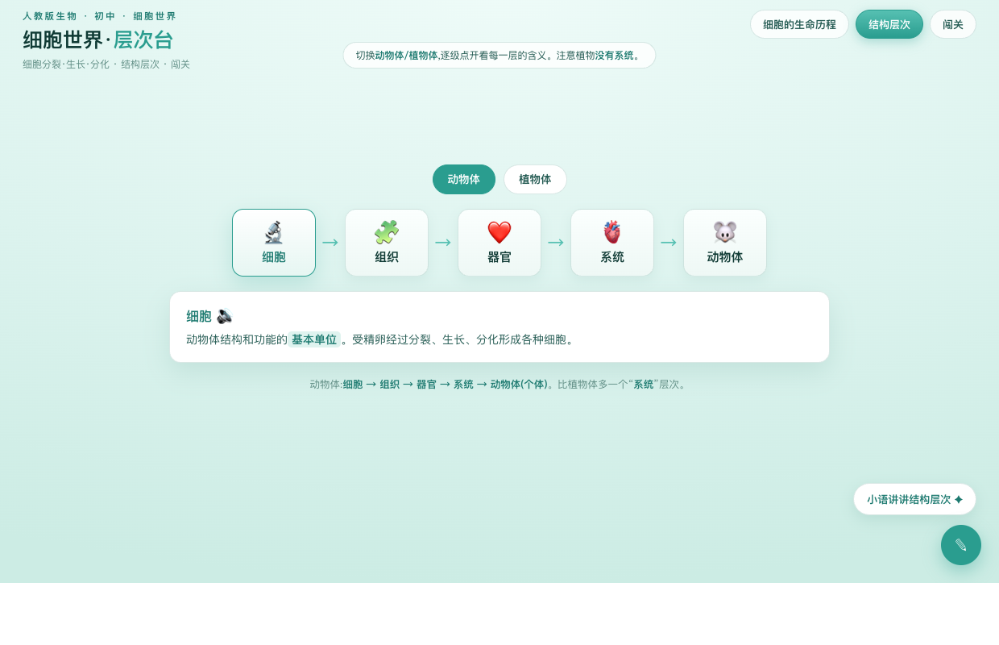 人教版生物 · 初中 · 细胞世界
细胞世界·层次台
细胞分裂·生长·分化 · 结构层次 · 闯关
切换动物体/植物体,逐级点开看每一层的含义。注意植物没有系统。
细胞的生命历程
结构层次
闯关
动物体
植物体
细胞 → 组织 → 器官 → 系统 → 动物体
细胞
动物体结构和功能的基本单位。受精卵经过分裂、生长、分化形成各种细胞。
动物体:细胞 → 组织 → 器官 → 系统 → 动物体(个体)。比植物体多一个“系统”层次。
小语讲讲结构层次 ✦